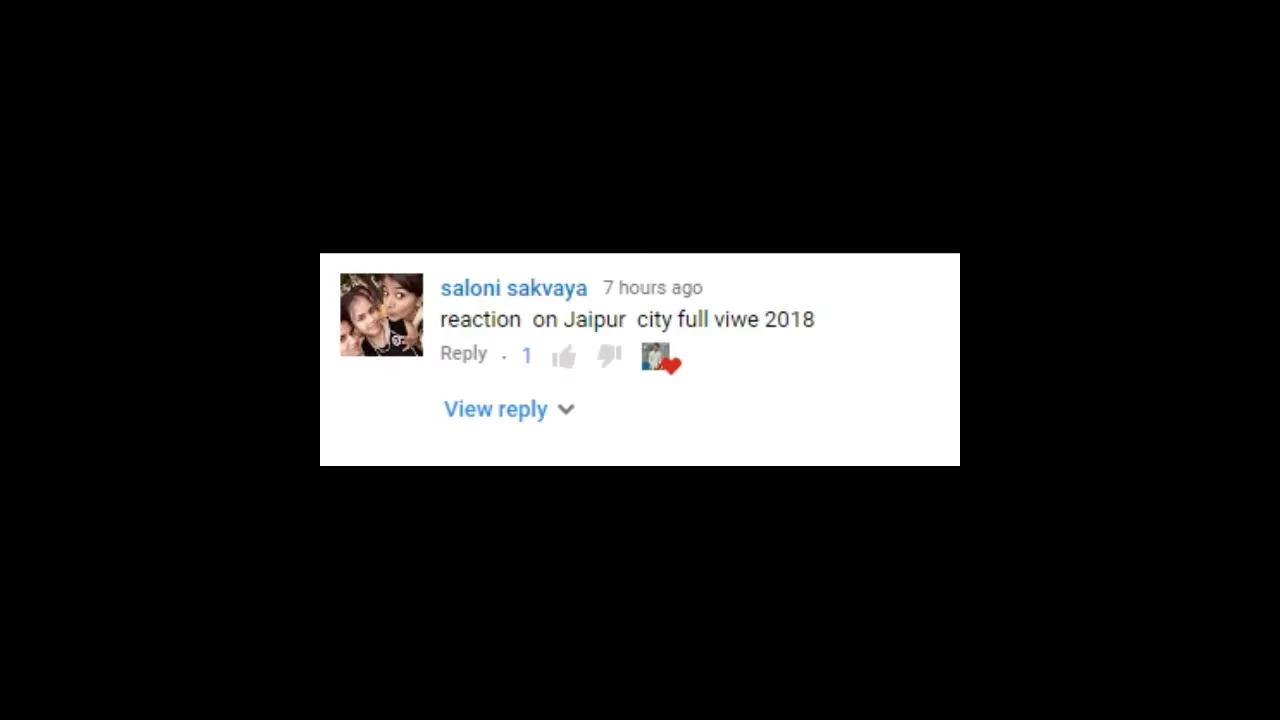 saloni sakvaya 7 hours ago
reaction on Jaipur city full viwe 2018
Reply . 1
View reply